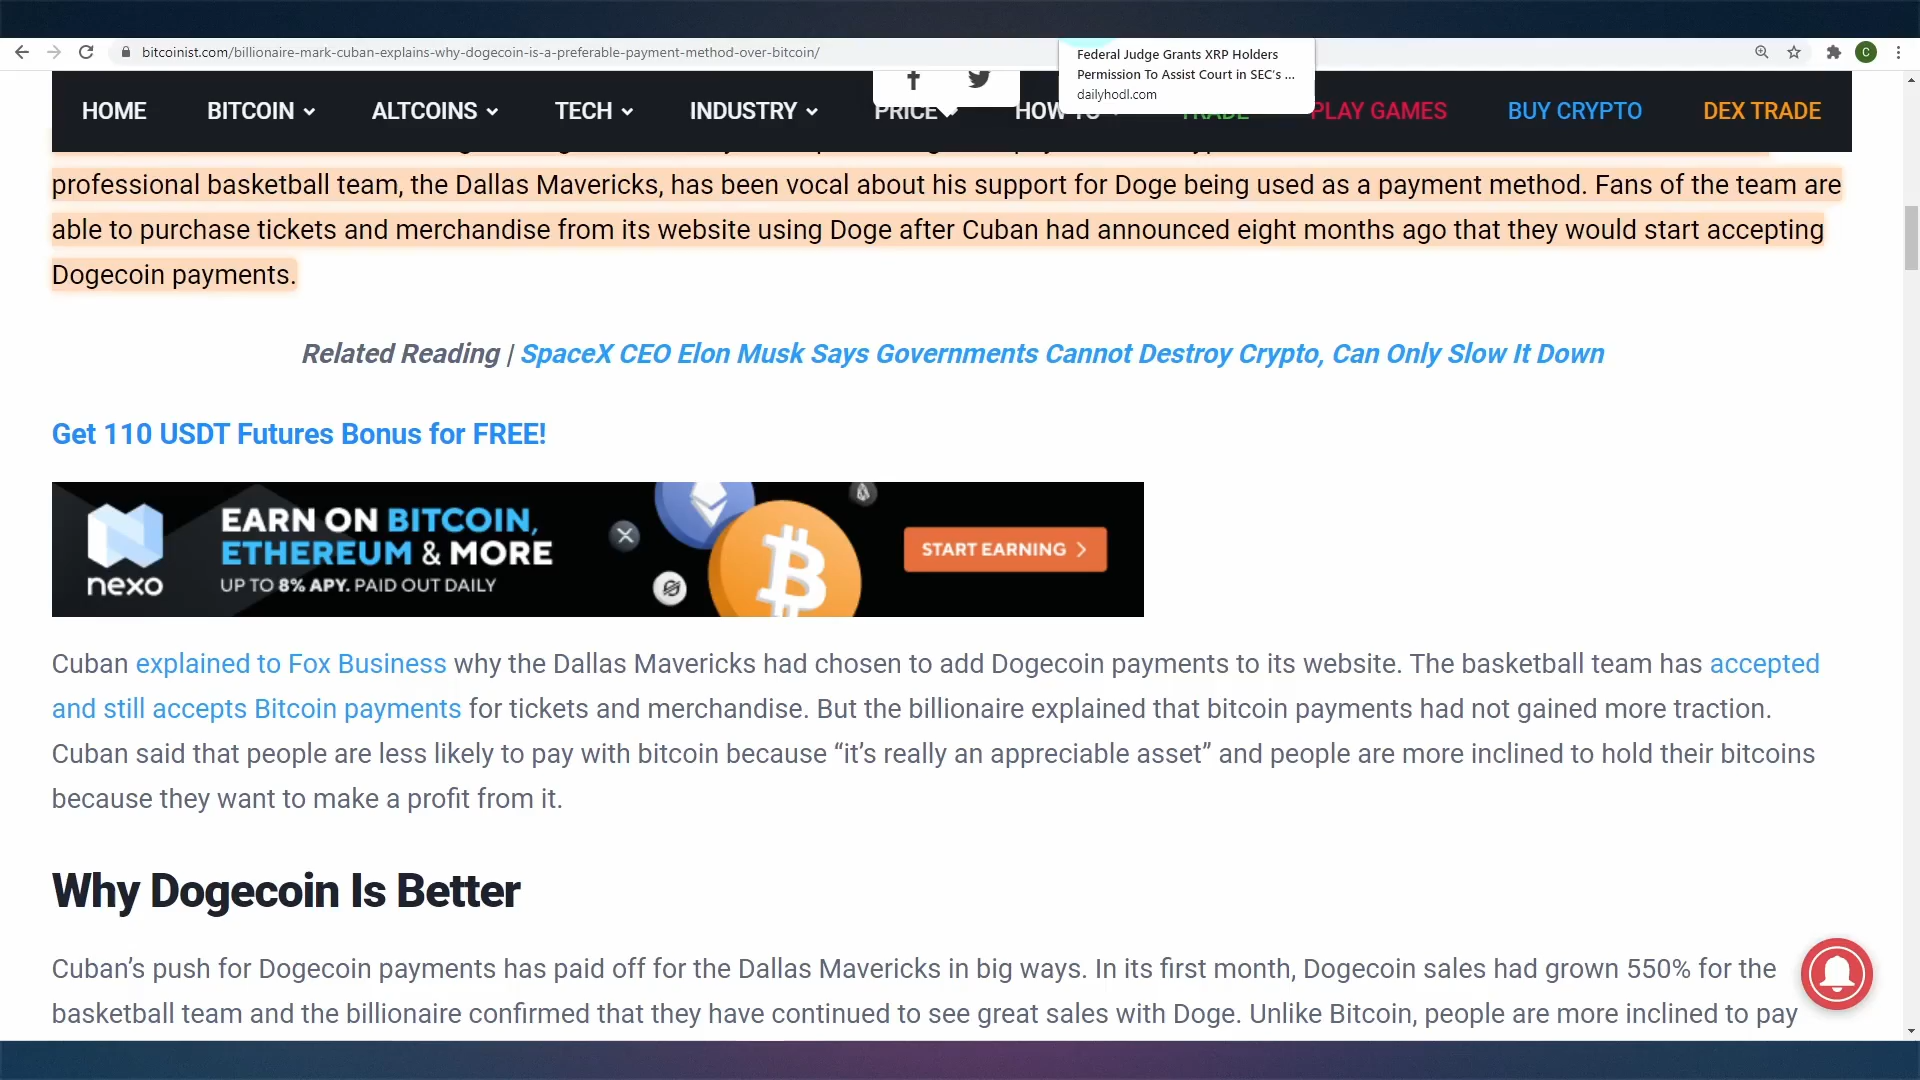 bitcoinist.com/billionaire-mark-cuban-explains-why-dogecoin-is-a-preferable-payment-method-over-bitcoin/
C
Federal Judge Grants XRP Holders
Permission To Assist Court in SEC's ...
dailyhodl.com
HOME BITCOIN ALTCOINS TECH INDUSTRY PRICE HOW TO TRADE PLAY GAMES BUY CRYPTO DEX TRADE
professional basketball team, the Dallas Mavericks, has been vocal about his support for Doge being used as a payment method. Fans of the team are
able to purchase tickets and merchandise from its website using Doge after Cuban had announced eight months ago that they would start accepting
Dogecoin payments.
Related Reading | SpaceX CEO Elon Musk Says Governments Cannot Destroy Crypto, Can Only Slow It Down
Get 110 USDT Futures Bonus for FREE!
nexo
EARN ON BITCOIN,
ETHEREUM & MORE
UP TO 8% APY. PAID OUT DAILY
START EARNING
Cuban explained to Fox Business why the Dallas Mavericks had chosen to add Dogecoin payments to its website. The basketball team has accepted
and still accepts Bitcoin payments for tickets and merchandise. But the billionaire explained that bitcoin payments had not gained more traction.
Cuban said that people are less likely to pay with bitcoin because “it’s really an appreciable asset” and people are more inclined to hold their bitcoins
because they want to make a profit from it.
Why Dogecoin Is Better
Cuban’s push for Dogecoin payments has paid off for the Dallas Mavericks in big ways. In its first month, Dogecoin sales had grown 550% for the
basketball team and the billionaire confirmed that they have continued to see great sales with Doge. Unlike Bitcoin, people are more inclined to pay